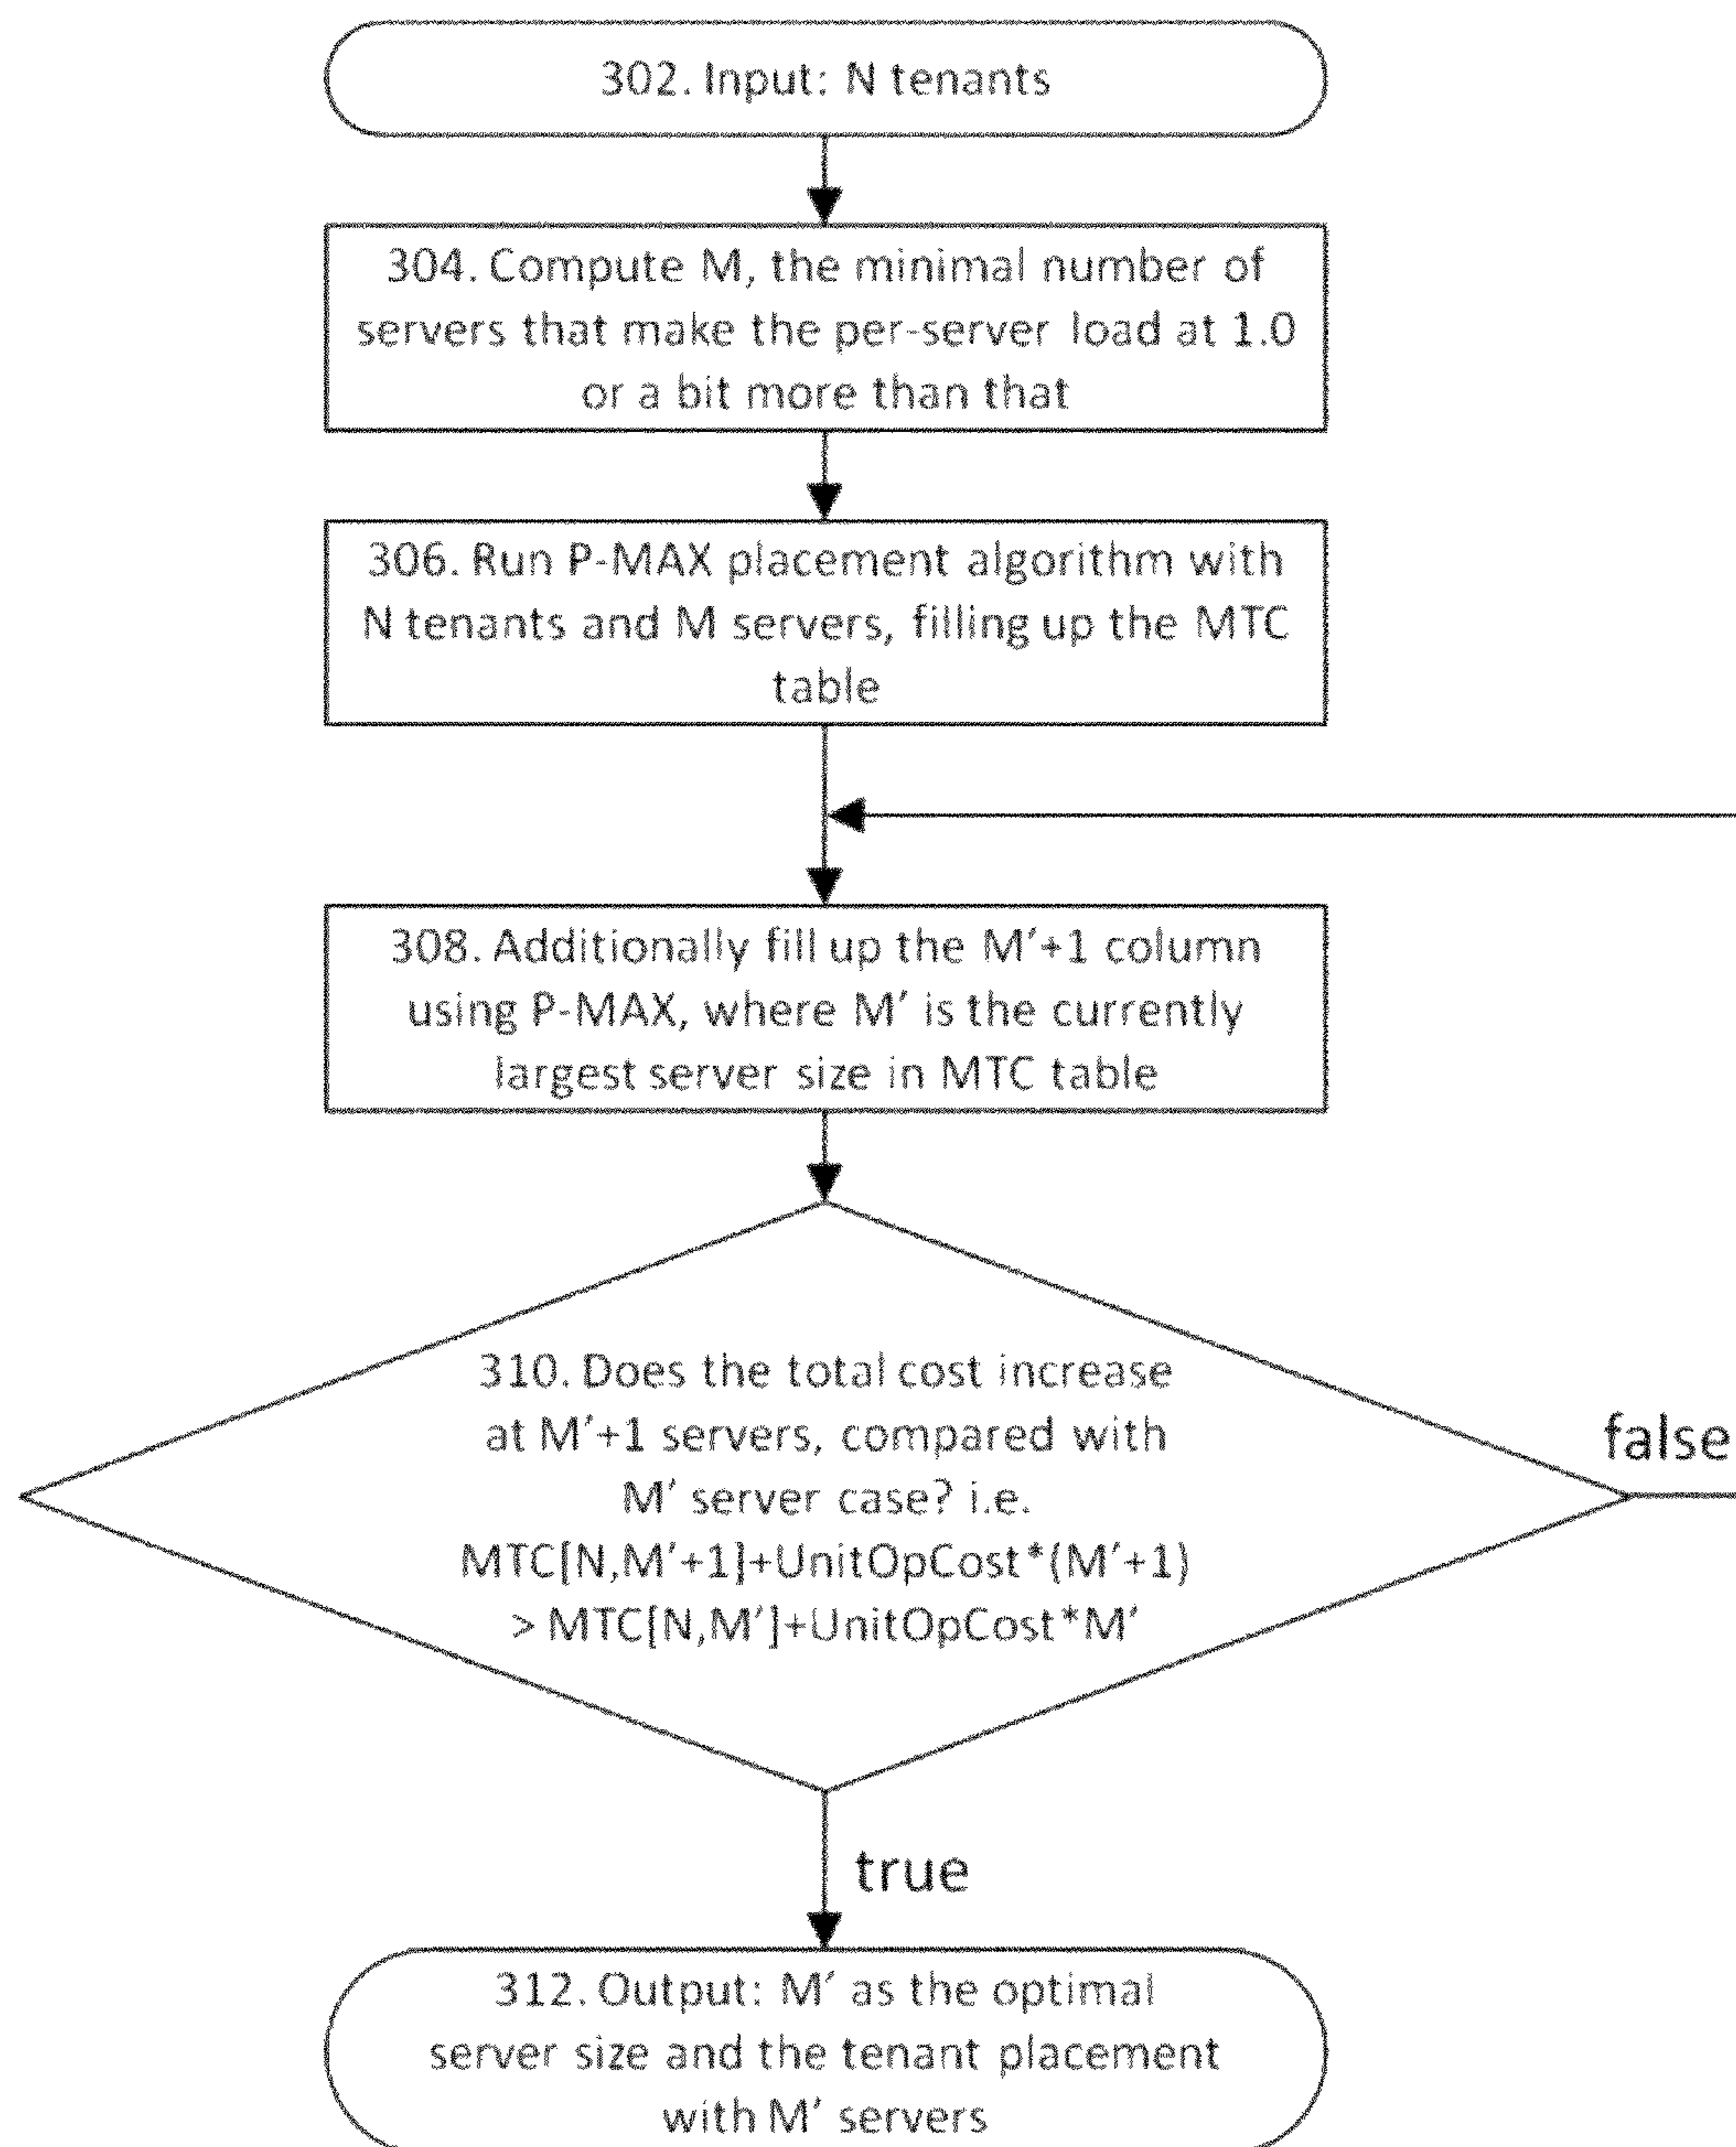 302. Input: N tenants
304. Compute M, the minimal number of
servers that make the per-server load at 1.0
or a bit more than that
306. Run P-MAX placement algorithm with
N tenants and M servers, filling up the MTC
table
308. Additionally fill up the M′+1 column
using P-MAX, where M′ is the currently
largest server size in MTC table
310. Does the total cost increase
at M′+1 servers, compared with
M′ server case? i.e.
MTC[N,M′+1]+UnitOpCost*(M′+1)
> MTC[N,M′]+UnitOpCost*M′
false
true
312. Output: M′ as the optimal
server size and the tenant placement
with M′ servers